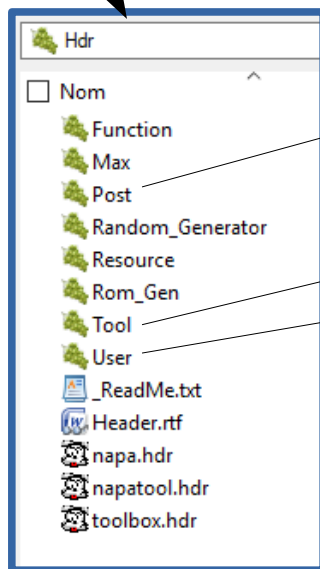 Hdr
Nom
Function
Max
Post
Random_Generator
Resource
Rom_Gen
Tool
User
_ReadMe.txt
Header.rtf
napa.hdr
napatool.hdr
toolbox.hdr